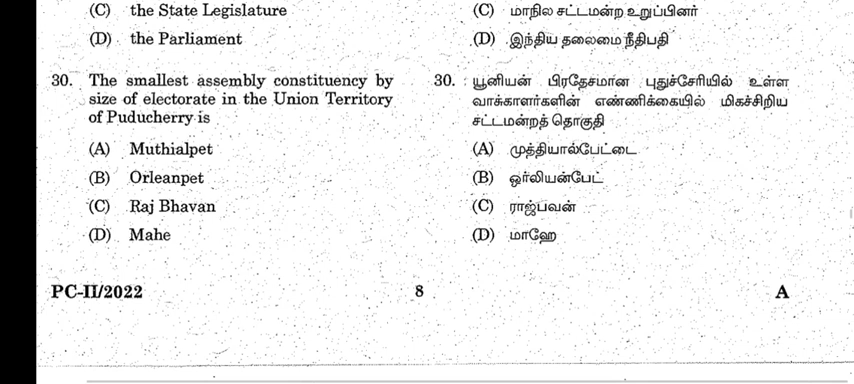 (C) the State Legislature
(D) the Parliament
30. The smallest assembly constituency by
size of electorate in the Union Territory
of Puducherry is
(A) Muthialpet
(B) Orleanpet
(C) Raj Bhavan
(D) Mahe
(C) மாநில சட்டமன்ற உறுப்பினர்
(D) இந்திய தலைமை நீதிபதி
30. யூனியன் பிரதேசமான புதுச்சேரியில் உள்ள
வாக்காளர்களின் எண்ணிக்கையில் மிகச்சிறிய
சட்டமன்றத் தொகுதி
(A) முத்தியால்பேட்டை
(B) ஒர்லியன்பேட்
(C) ராஜ்பவன்
(D) மாஹே
PC-II/2022 8 A